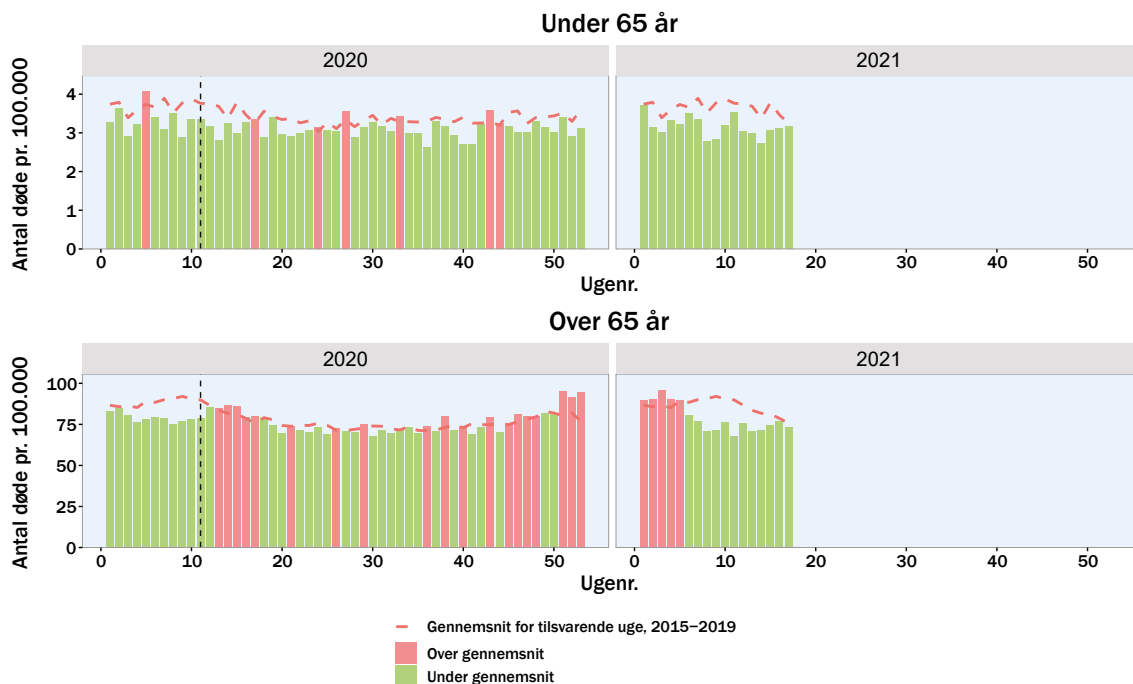 Under 65 år
2020
2021
Antal døde pr. 100.000
4
3
2
1
0
0 10 20 30 40 50
0 10 20 30 40 50
Ugenr.
Over 65 år
2020
2021
Antal døde pr. 100.000
100
75
50
25
0
0 10 20 30 40 50
0 10 20 30 40 50
Ugenr.
Gennemsnit for tilsvarende uge, 2015–2019
Over gennemsnit
Under gennemsnit